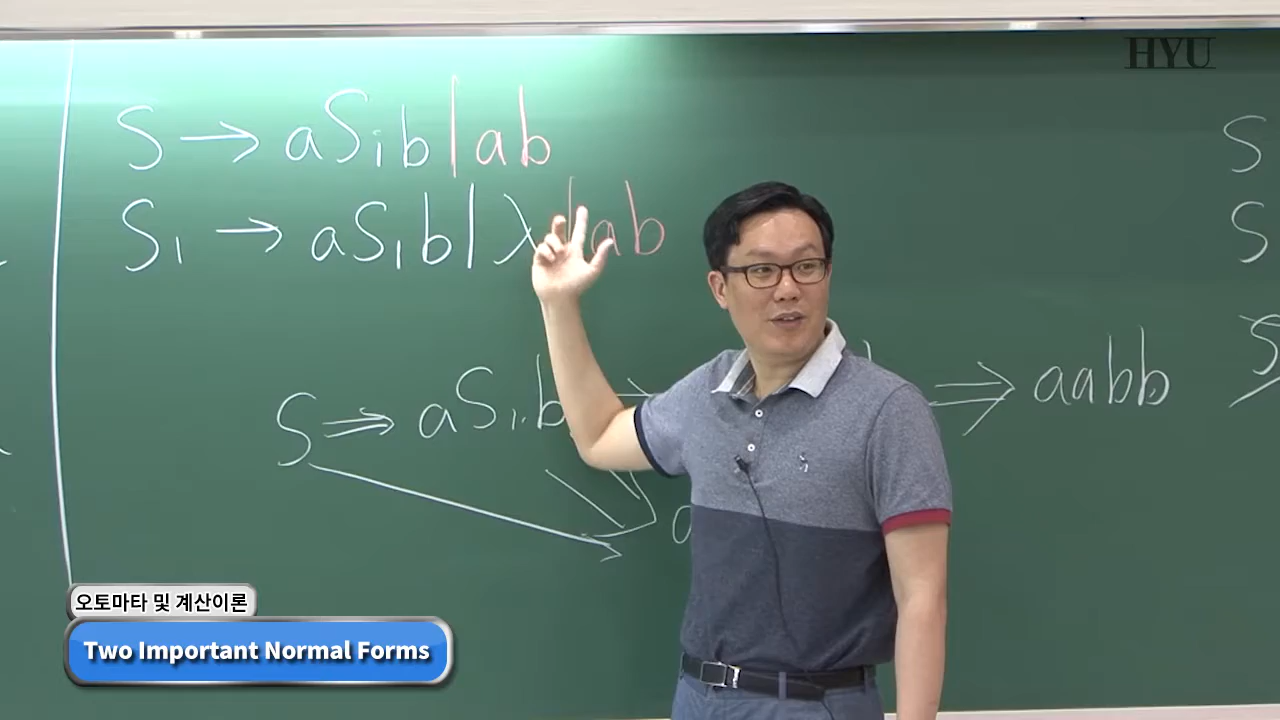 HYU
S → aS₁b | ab
S₁ → aS₁b | λ | ab
S ⇒ aS₁b ⇒ aabb
S
S
S
오토마타 및 계산이론
Two Important Normal Forms